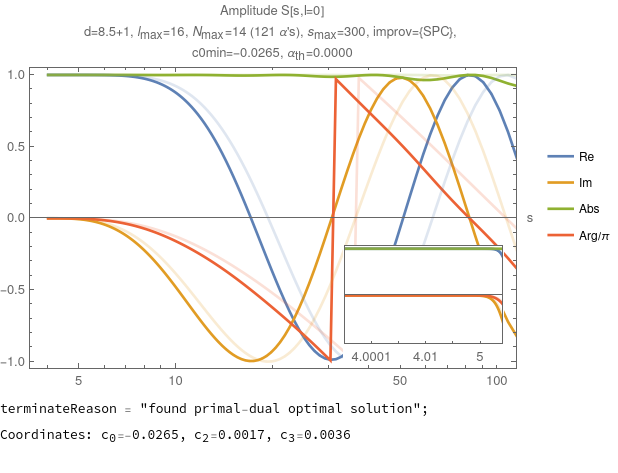 Amplitude S[s,l=0]
d=8.5+1, lmax=16, Nmax=14 (121 α's), smax=300, improv={SPC},
c0min=−0.0265, αth=0.0000
1.0
0.5
0.0
−0.5
−1.0
5
10
50
100
s
4.0001
4.01
5
Re
Im
Abs
Arg/π
terminateReason = "found primal-dual optimal solution";
Coordinates: c0=-0.0265, c2=0.0017, c3=0.0036